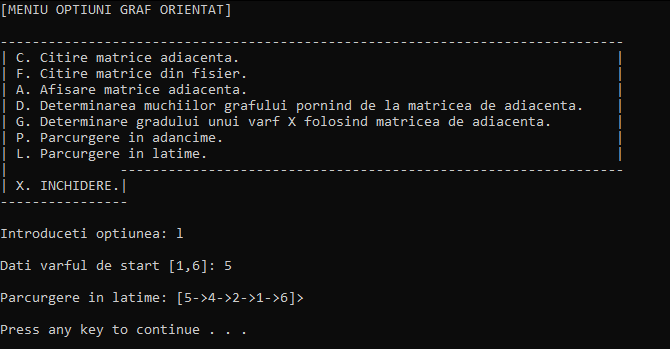 [MENIU OPTIUNI GRAF ORIENTAT]
------------------------------------------------------------------------------
| C. Citire matrice adiacenta. |
| F. Citire matrice din fisier. |
| A. Afisare matrice adiacenta. |
| D. Determinarea muchiilor grafului pornind de la matricea de adiacenta. |
| G. Determinare gradului unui varf X folosind matricea de adiacenta. |
| P. Parcurgere in adancime. |
| L. Parcurgere in latime. |
| ---------------------------------------------------------------
| X. INCHIDERE.|
----------------
Introduceti optiunea: l
Dati varful de start [1,6]: 5
Parcurgere in latime: [5->4->2->1->6]>
Press any key to continue . . .